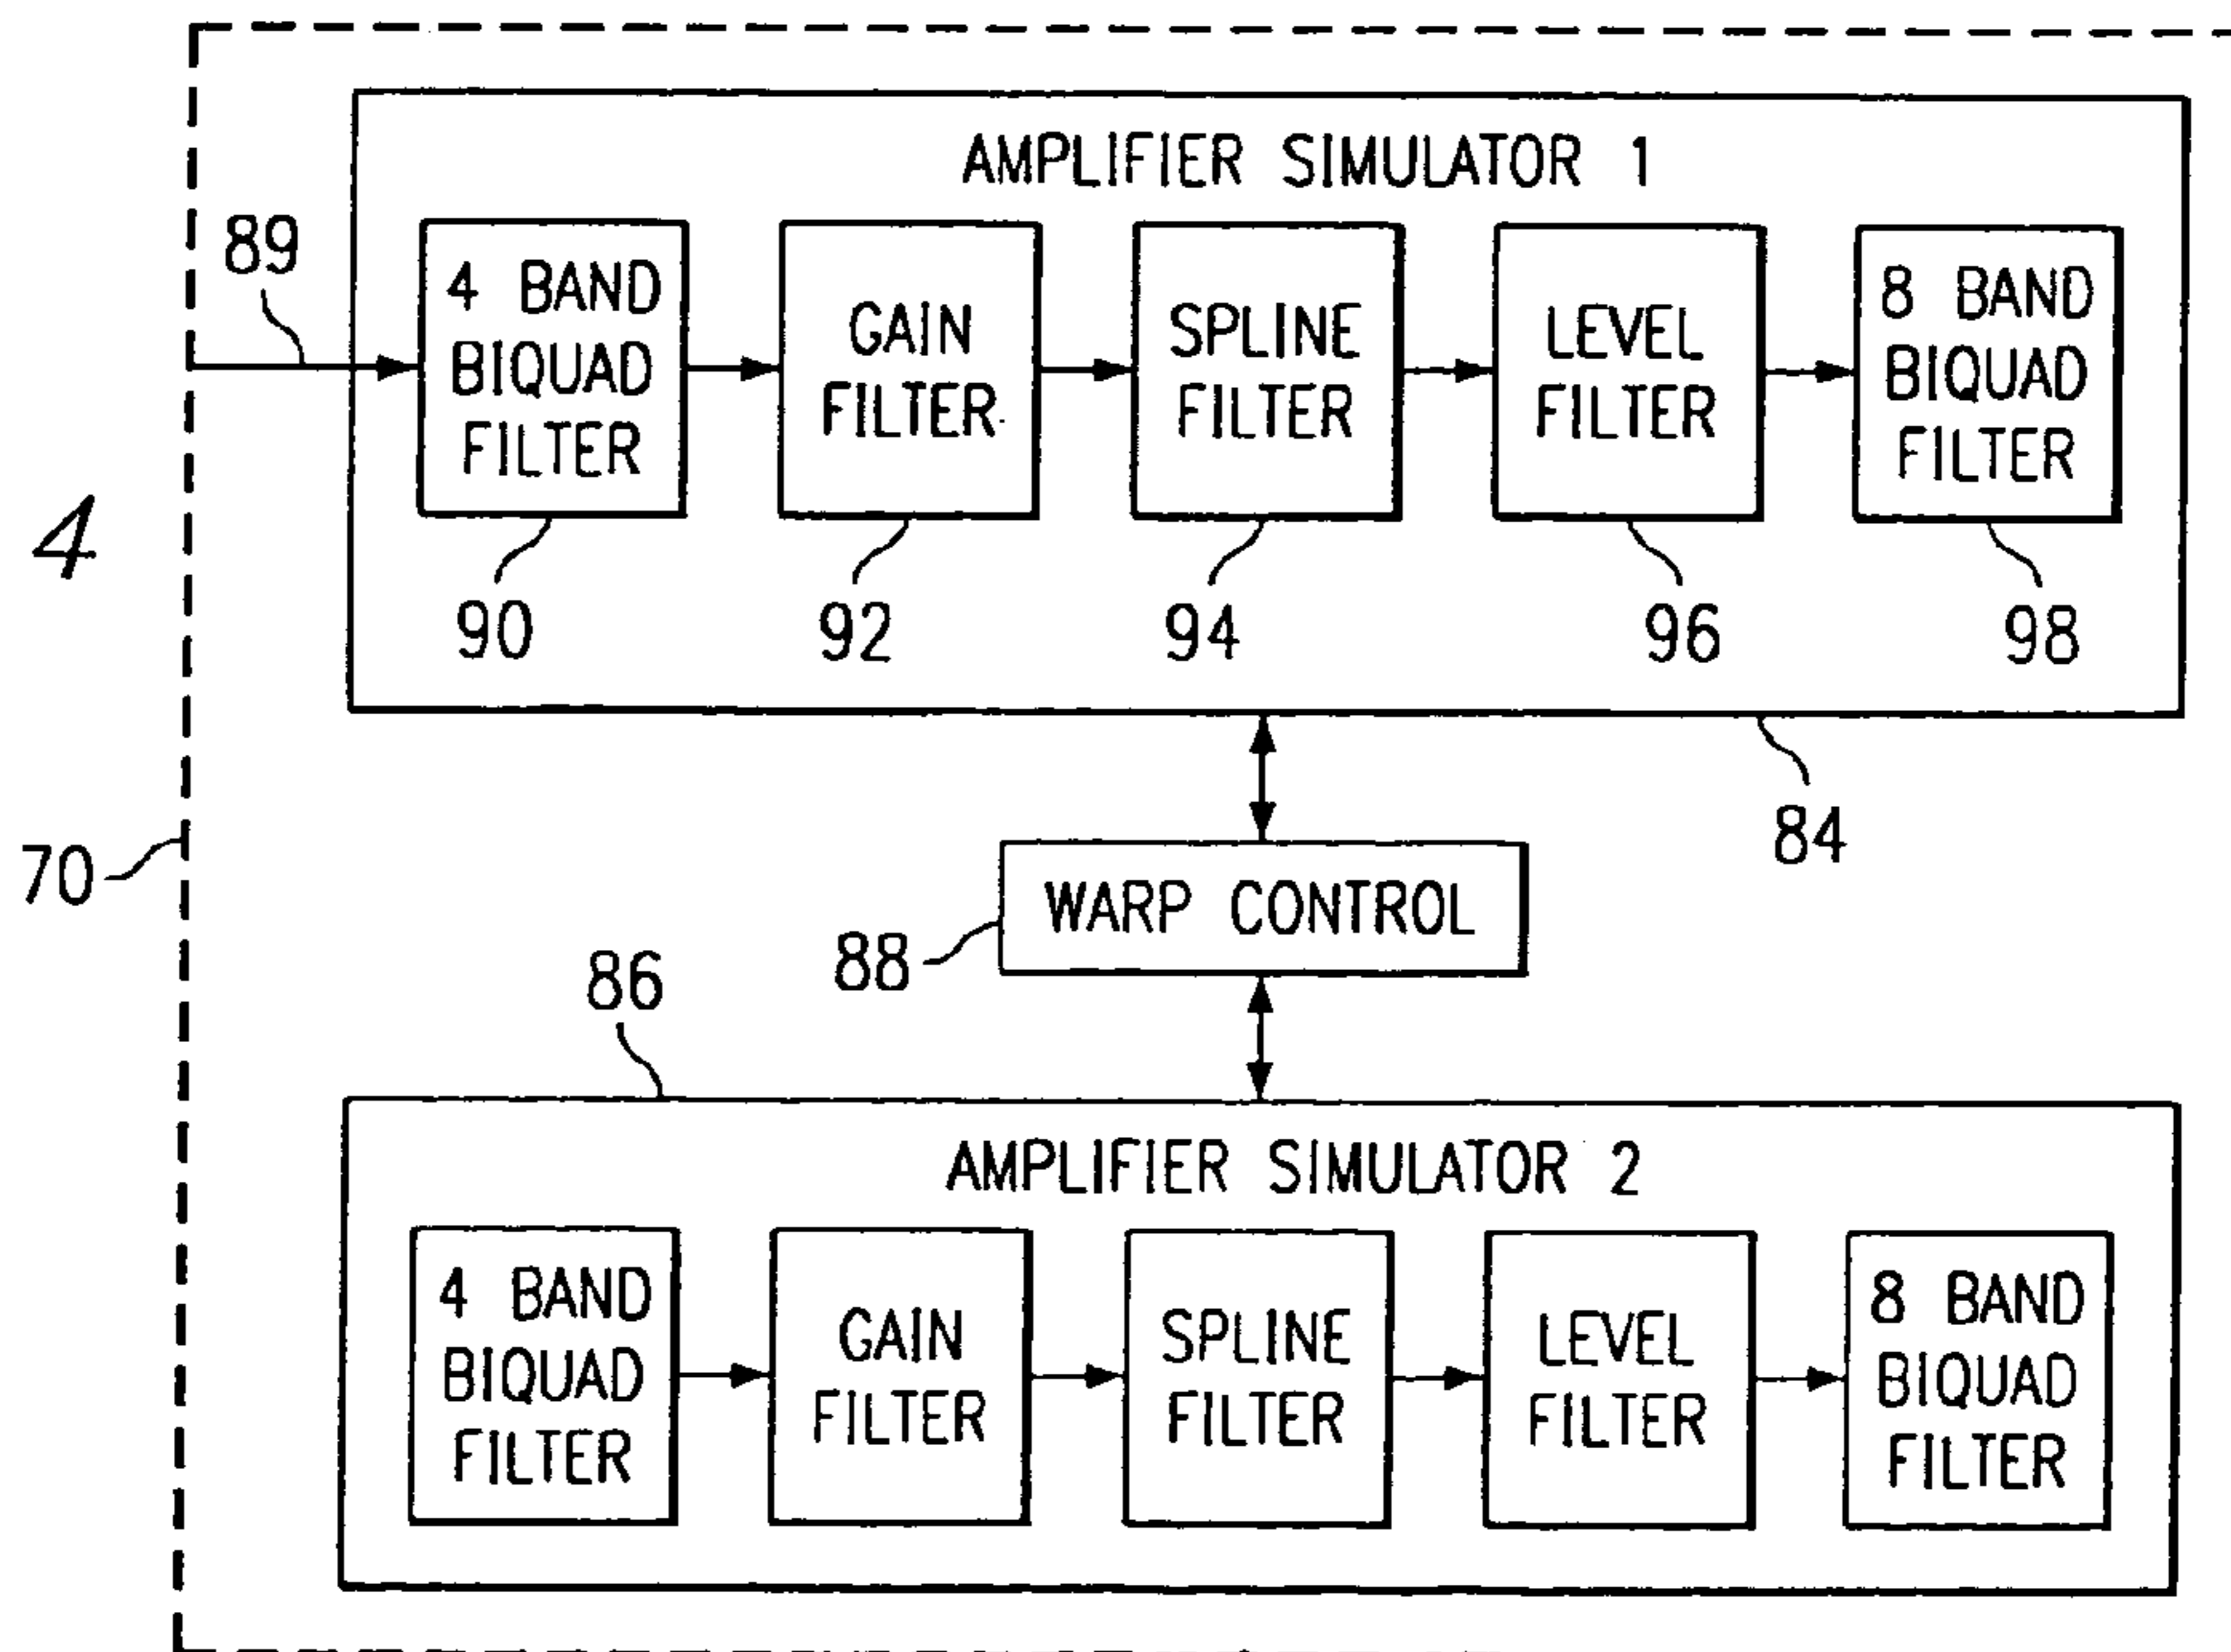 AMPLIFIER SIMULATOR 1
89
4 BAND
BIQUAD
FILTER
GAIN
FILTER
SPLINE
FILTER
LEVEL
FILTER
8 BAND
BIQUAD
FILTER
4
90
92
94
96
98
84
70
WARP CONTROL
88
86
AMPLIFIER SIMULATOR 2
4 BAND
BIQUAD
FILTER
GAIN
FILTER
SPLINE
FILTER
LEVEL
FILTER
8 BAND
BIQUAD
FILTER